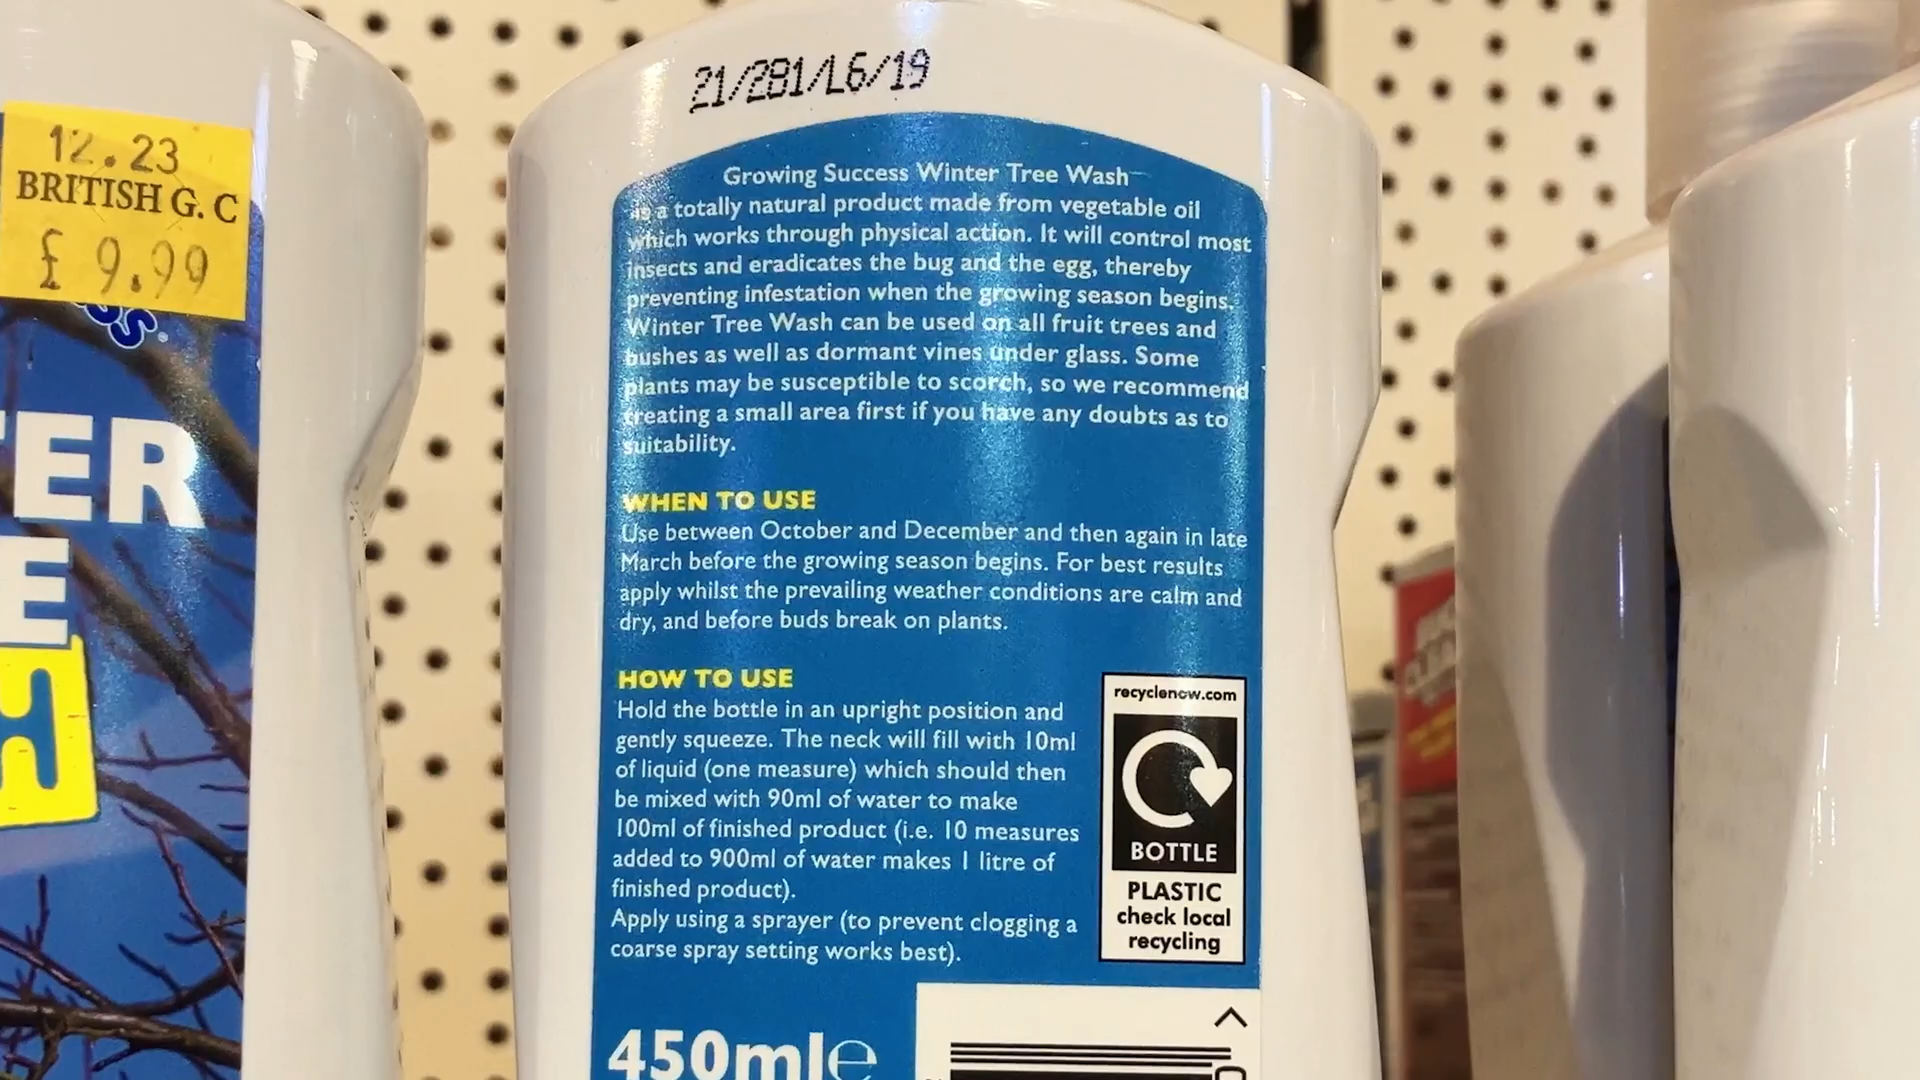 21/281/L6/19
12.23
BRITISH G. C
£ 9.99
ER
E
H
Growing Success Winter Tree Wash
is a totally natural product made from vegetable oil
which works through physical action. It will control most
insects and eradicates the bug and the egg, thereby
preventing infestation when the growing season begins.
Winter Tree Wash can be used on all fruit trees and
bushes as well as dormant vines under glass. Some
plants may be susceptible to scorch, so we recommend
treating a small area first if you have any doubts as to
suitability.
WHEN TO USE
Use between October and December and then again in late
March before the growing season begins. For best results
apply whilst the prevailing weather conditions are calm and
dry, and before buds break on plants.
HOW TO USE
Hold the bottle in an upright position and
gently squeeze. The neck will fill with 10ml
of liquid (one measure) which should then
be mixed with 90ml of water to make
100ml of finished product (i.e. 10 measures
added to 900ml of water makes 1 litre of
finished product).
Apply using a sprayer (to prevent clogging a
coarse spray setting works best).
recyclenow.com
BOTTLE
PLASTIC
check local
recycling
450ml℮